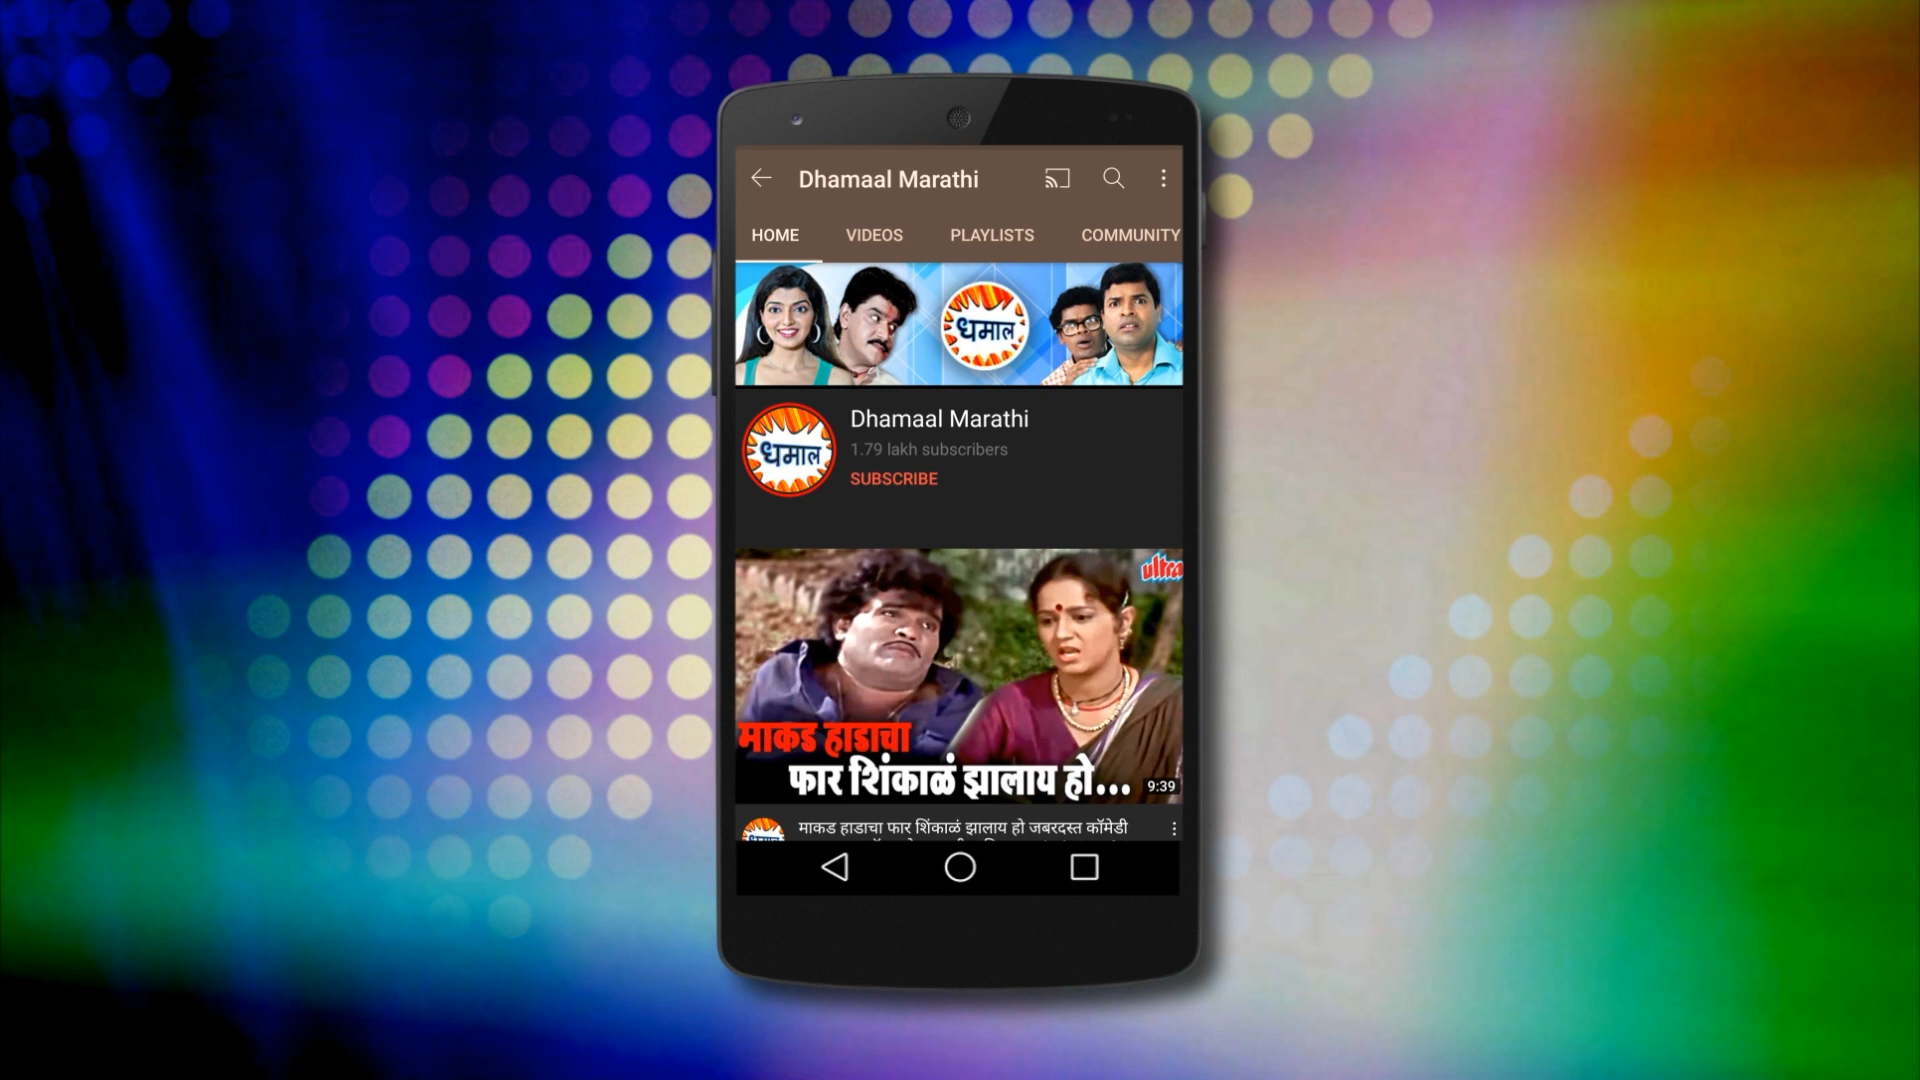 Dhamaal Marathi
HOME VIDEOS PLAYLISTS COMMUNITY
धमाल
धमाल
Dhamaal Marathi
1.79 lakh subscribers
SUBSCRIBE
ultra
माकड हाडाचा
फार शिंकाळं झालाय हो...
9:39
माकड हाडाचा फार शिंकाळं झालाय हो जबरदस्त कॉमेडी